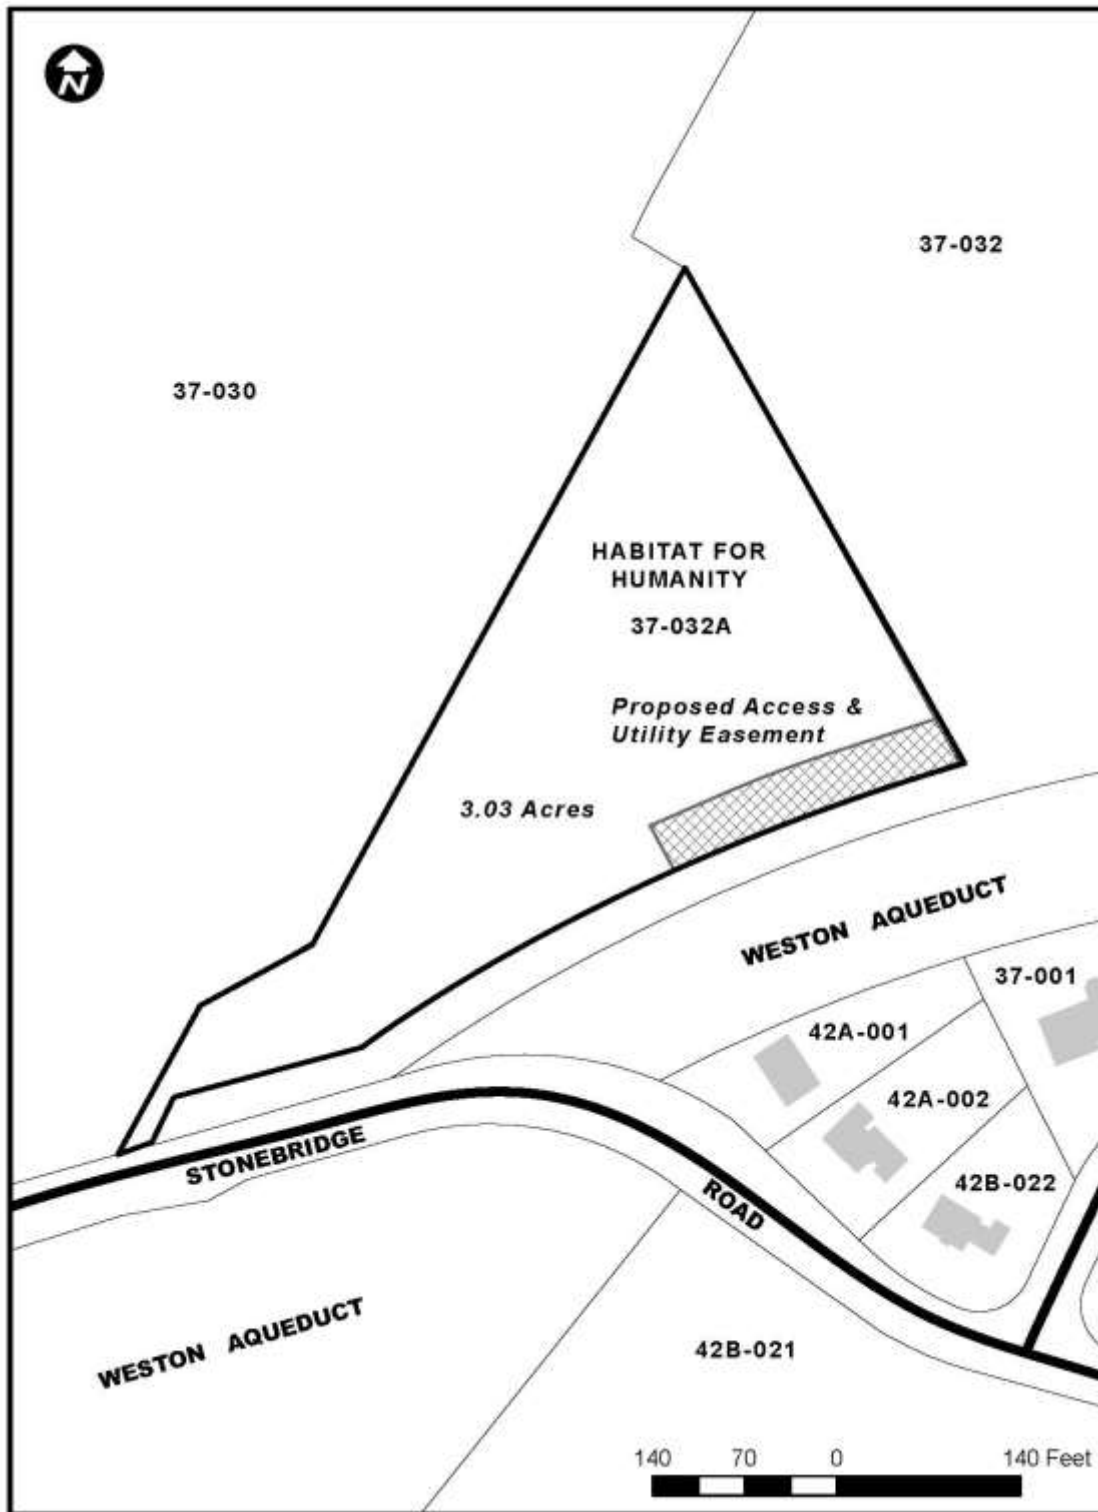 N
37-032
37-030
HABITAT FOR
HUMANITY
37-032A
Proposed Access &
Utility Easement
3.03 Acres
WESTON AQUEDUCT
37-001
42A-001
42A-002
STONEBRIDGE
ROAD
42B-022
WESTON AQUEDUCT
42B-021
140 70 0 140 Feet